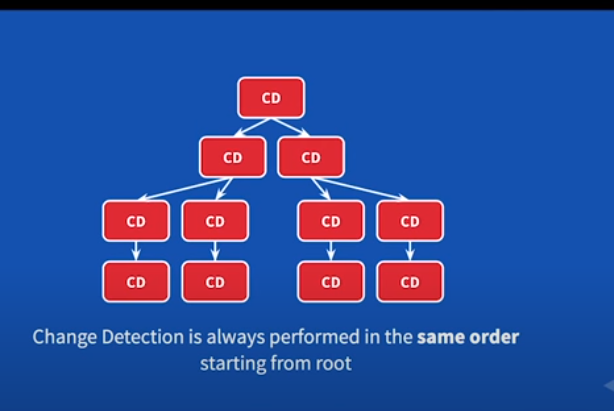 CD
CD CD
CD CD CD CD
CD CD CD CD
Change Detection is always performed in the same order
starting from root